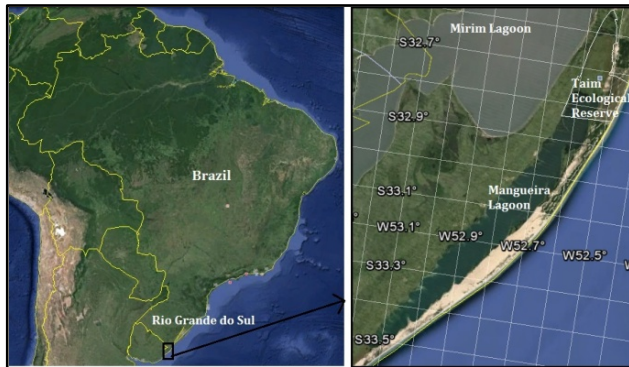 Brazil
Rio Grande do Sul
Mirim Lagoon
S32.7°
Taim
Ecological
Reserve
S32.9°
S33.1°
Mangueira
Lagoon
W53.1°
W52.9°
W52.7°
W52.5°
S33.3°
S33.5°